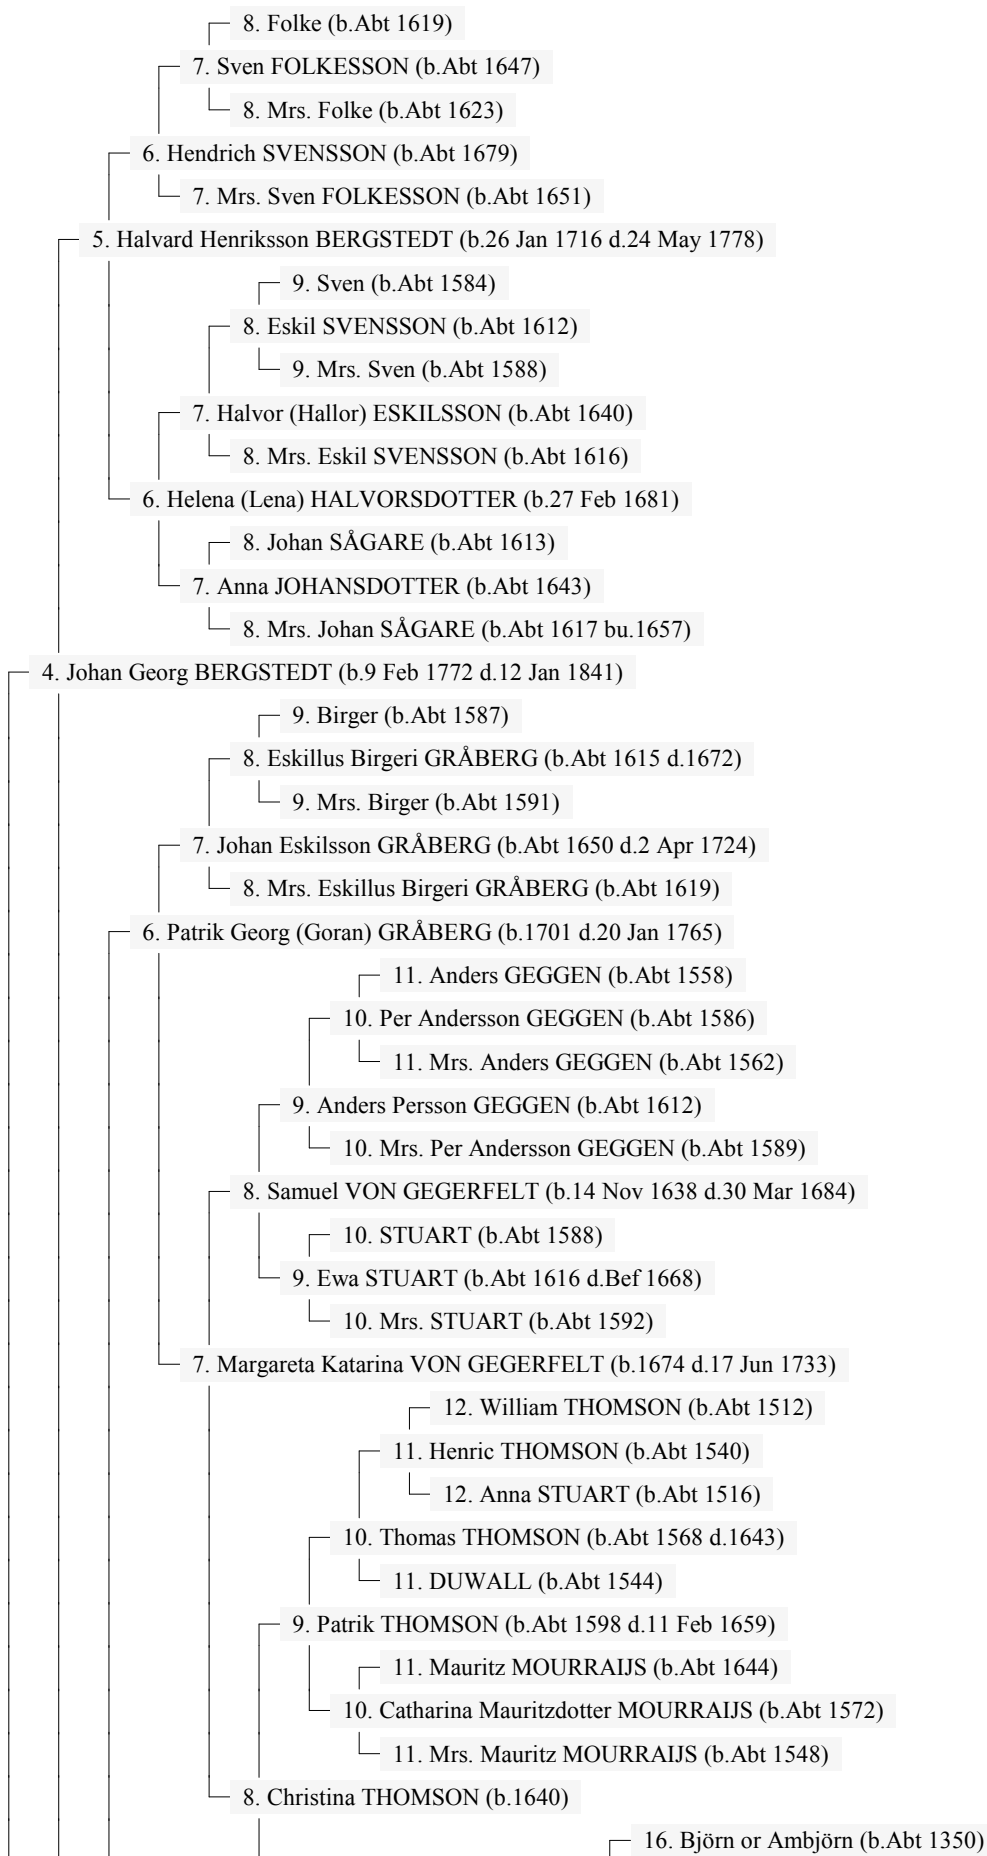 8. Folke (b.Abt 1619)
7. Sven FOLKESSON (b.Abt 1647)
8. Mrs. Folke (b.Abt 1623)
6. Hendrich SVENSSON (b.Abt 1679)
7. Mrs. Sven FOLKESSON (b.Abt 1651)
5. Halvard Henriksson BERGSTEDT (b.26 Jan 1716 d.24 May 1778)
9. Sven (b.Abt 1584)
8. Eskil SVENSSON (b.Abt 1612)
9. Mrs. Sven (b.Abt 1588)
7. Halvor (Hallor) ESKILSSON (b.Abt 1640)
8. Mrs. Eskil SVENSSON (b.Abt 1616)
6. Helena (Lena) HALVORSDOTTER (b.27 Feb 1681)
8. Johan SÅGARE (b.Abt 1613)
7. Anna JOHANSDOTTER (b.Abt 1643)
8. Mrs. Johan SÅGARE (b.Abt 1617 bu.1657)
4. Johan Georg BERGSTEDT (b.9 Feb 1772 d.12 Jan 1841)
9. Birger (b.Abt 1587)
8. Eskillus Birgeri GRÅBERG (b.Abt 1615 d.1672)
9. Mrs. Birger (b.Abt 1591)
7. Johan Eskilsson GRÅBERG (b.Abt 1650 d.2 Apr 1724)
8. Mrs. Eskillus Birgeri GRÅBERG (b.Abt 1619)
6. Patrik Georg (Goran) GRÅBERG (b.1701 d.20 Jan 1765)
11. Anders GEGGEN (b.Abt 1558)
10. Per Andersson GEGGEN (b.Abt 1586)
11. Mrs. Anders GEGGEN (b.Abt 1562)
9. Anders Persson GEGGEN (b.Abt 1612)
10. Mrs. Per Andersson GEGGEN (b.Abt 1589)
8. Samuel VON GEGERFELT (b.14 Nov 1638 d.30 Mar 1684)
10. STUART (b.Abt 1588)
9. Ewa STUART (b.Abt 1616 d.Bef 1668)
10. Mrs. STUART (b.Abt 1592)
7. Margareta Katarina VON GEGERFELT (b.1674 d.17 Jun 1733)
12. William THOMSON (b.Abt 1512)
11. Henric THOMSON (b.Abt 1540)
12. Anna STUART (b.Abt 1516)
10. Thomas THOMSON (b.Abt 1568 d.1643)
11. DUWALL (b.Abt 1544)
9. Patrik THOMSON (b.Abt 1598 d.11 Feb 1659)
11. Mauritz MOURRAIJS (b.Abt 1644)
10. Catharina Mauritzdotter MOURRAIJS (b.Abt 1572)
11. Mrs. Mauritz MOURRAIJS (b.Abt 1548)
8. Christina THOMSON (b.1640)
16. Björn or Ambjörn (b.Abt 1350)